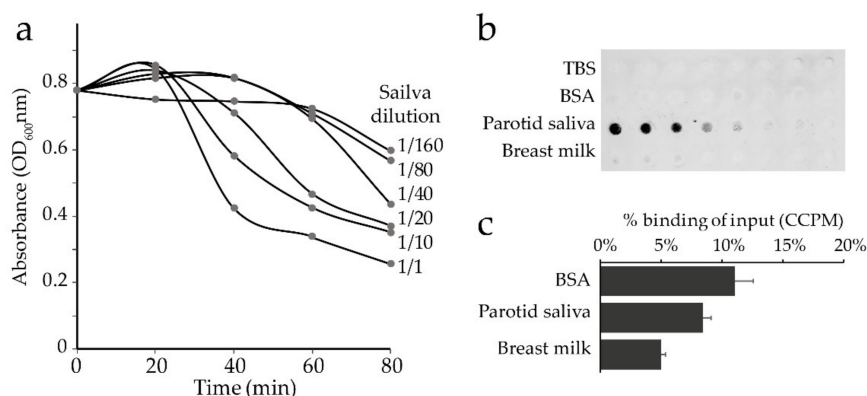 a
Absorbance (OD600nm)
0.8
0.6
0.4
0.2
0
0
20
40
60
80
Time (min)
Sailva
dilution
1/160
1/80
1/40
1/20
1/10
1/1
b
TBS
BSA
Parotid saliva
Breast milk
c
% binding of input (CCPM)
0% 5% 10% 15% 20%
BSA
Parotid saliva
Breast milk